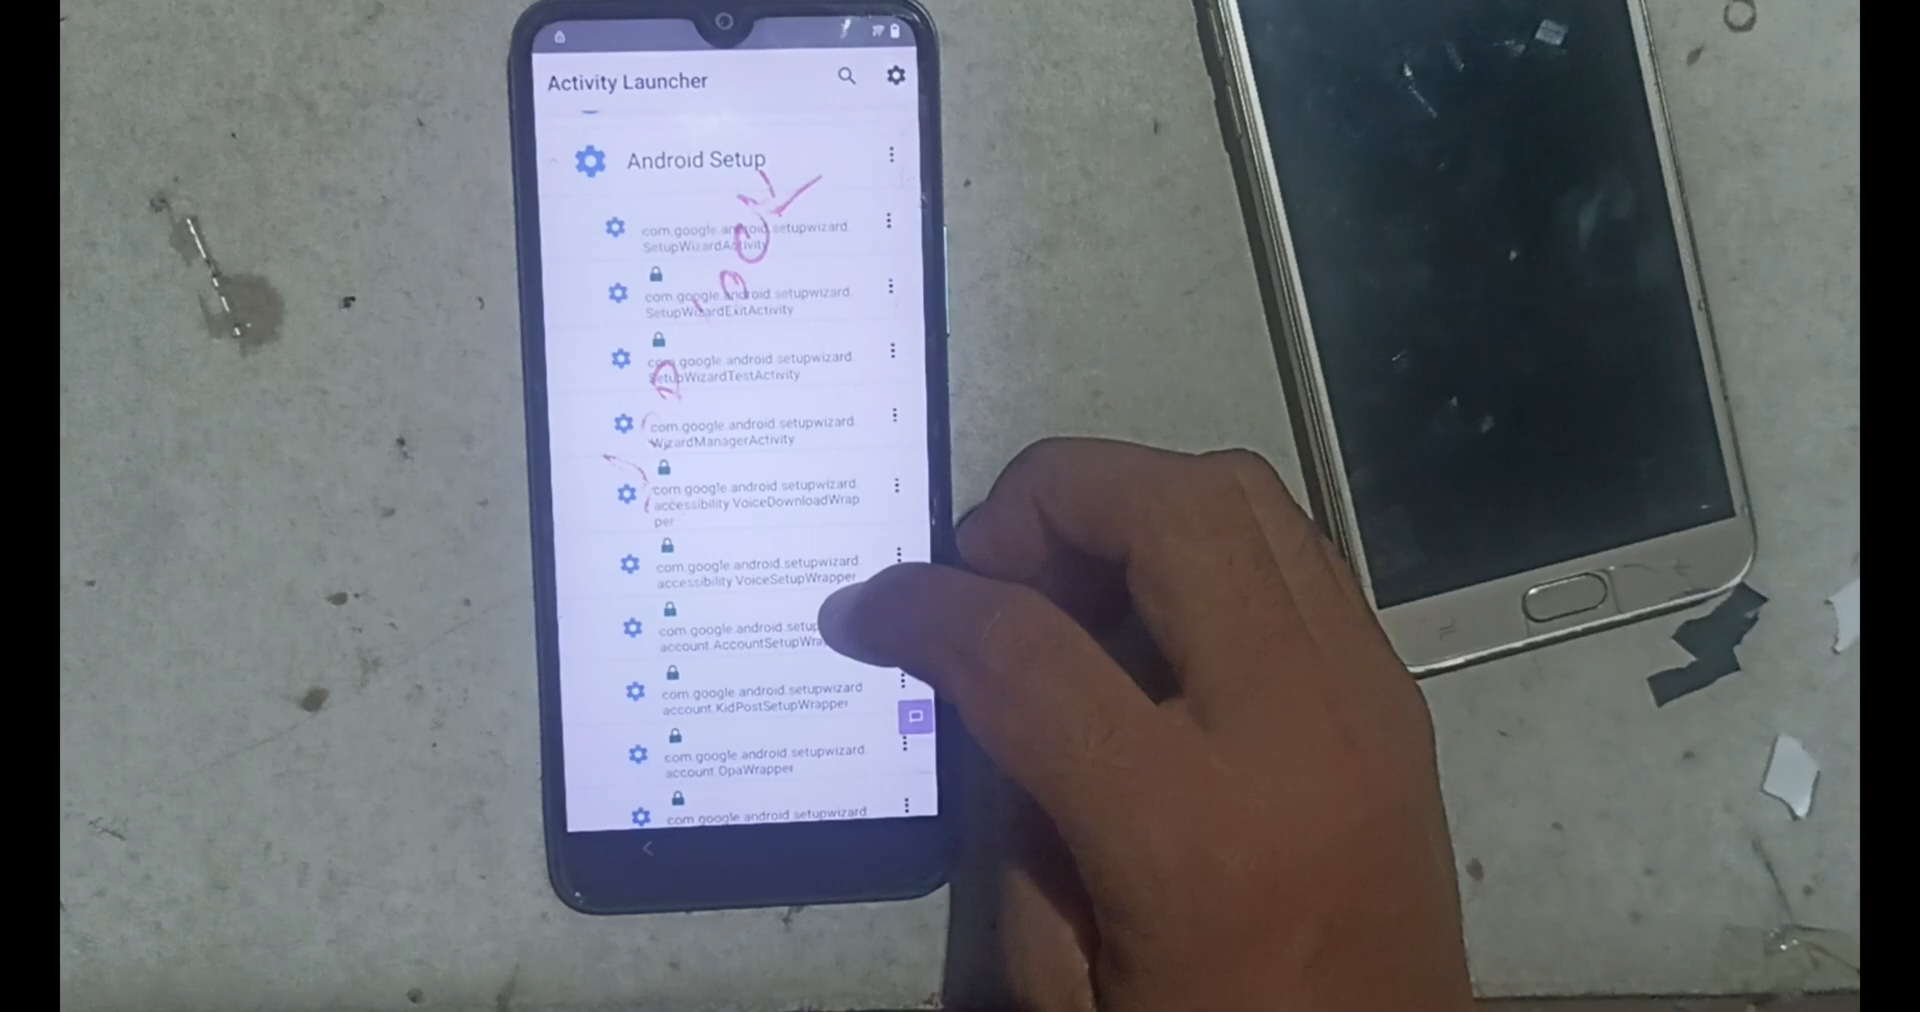 Activity Launcher
Android Setup
com.google.android.setupwizard.
SetupWizardActivity
com.google.android.setupwizard.
SetupWizardExitActivity
com.google.android.setupwizard.
SetupWizardTestActivity
com.google.android.setupwizard.
WizardManagerActivity
com.google.android.setupwizard.
accessibility.VoiceDownloadWrap
per
com.google.android.setupwizard.
accessibility.VoiceSetupWrapper
com.google.android.setup
account.AccountSetupWra
com.google.android.setupwizard.
account.KidPostSetupWrapper
com.google.android.setupwizard.
account.OpaWrapper
com.google.android.setupwizard.